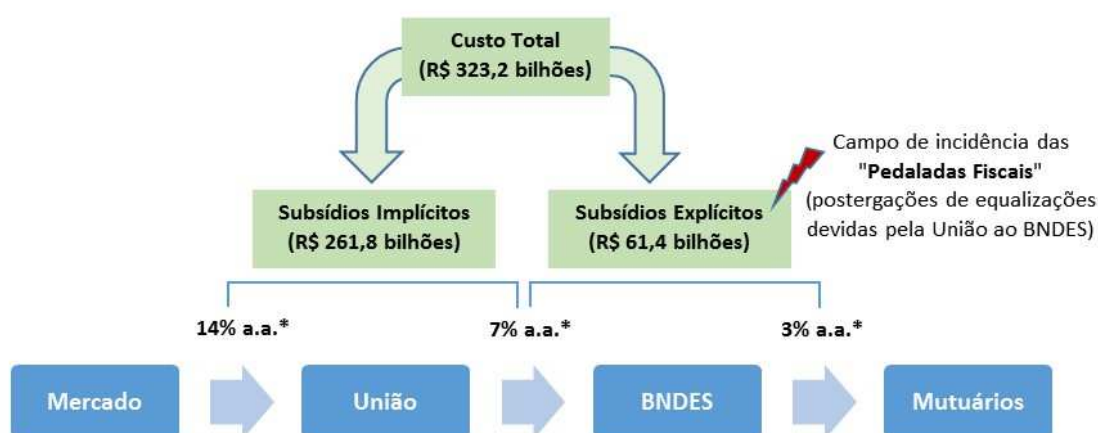 Custo Total
(R$ 323,2 bilhões)
Campo de incidência das
"Pedaladas Fiscais"
(postergações de equalizações
devidas pela União ao BNDES)
Subsídios Implícitos
(R$ 261,8 bilhões)
Subsídios Explícitos
(R$ 61,4 bilhões)
14% a.a.*
7% a.a.*
3% a.a.*
Mercado
União
BNDES
Mutuários